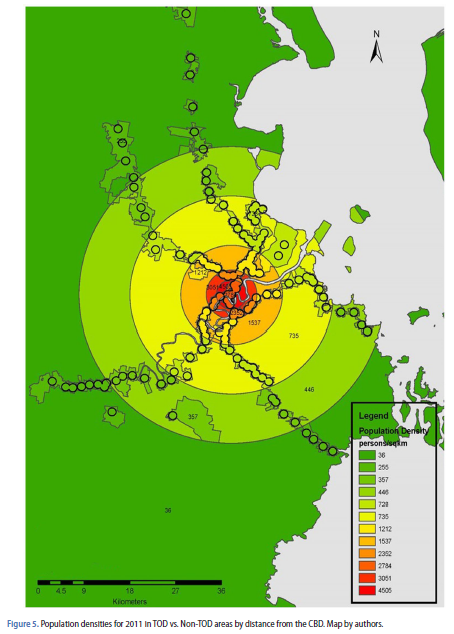 N
1212
3051
1537
735
446
357
36
Legend
Population Density
persons/sqkm
36
255
357
446
728
735
1212
1537
2352
2784
3051
4505
0 4.5 9 18 27 36
Kilometers
Figure 5. Population densities for 2011 in TOD vs. Non-TOD areas by distance from the CBD. Map by authors.